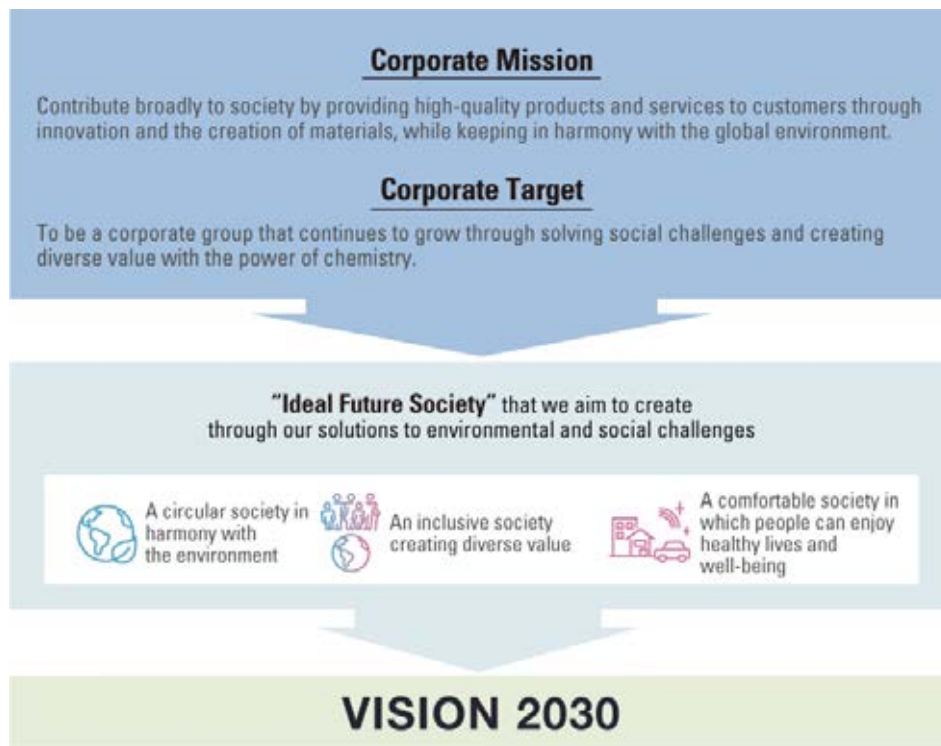 Corporate Mission
Contribute broadly to society by providing high-quality products and services to customers through
innovation and the creation of materials, while keeping in harmony with the global environment.
Corporate Target
To be a corporate group that continues to grow through solving social challenges and creating
diverse value with the power of chemistry.
"Ideal Future Society" that we aim to create
through our solutions to environmental and social challenges
A circular society in
harmony with
the environment
An inclusive society
creating diverse value
A comfortable society in
which people can enjoy
healthy lives and
well-being
VISION 2030